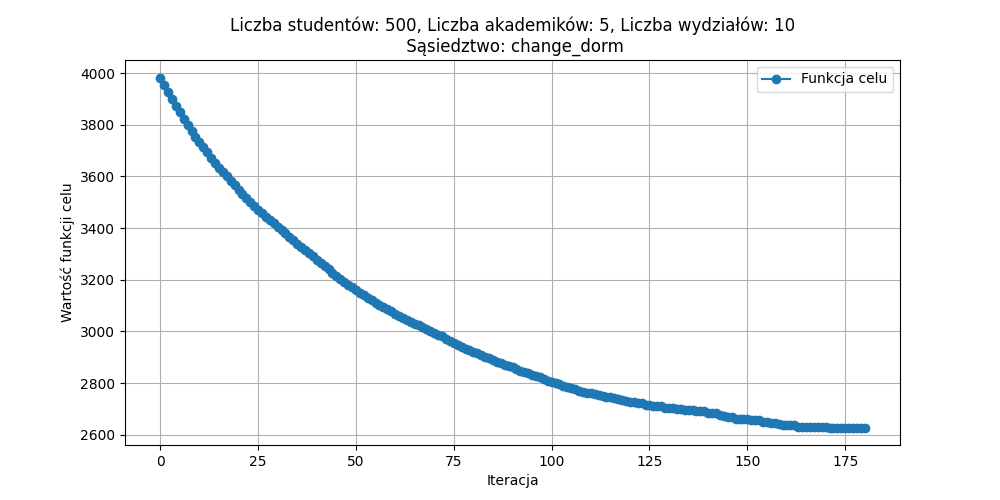 Liczba studentów: 500, Liczba akademików: 5, Liczba wydziałów: 10
Sąsiedztwo: change_dorm
Funkcja celu
Wartość funkcji celu
4000
3800
3600
3400
3200
3000
2800
2600
0 25 50 75 100 125 150 175
Iteracja